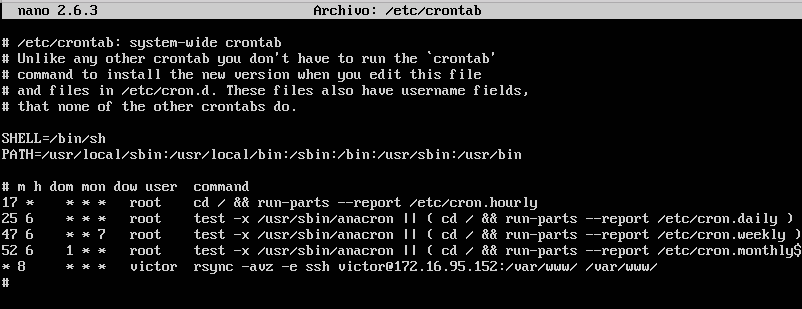 nano 2.6.3                    Archivo: /etc/crontab
# /etc/crontab: system-wide crontab
# Unlike any other crontab you don't have to run the `crontab'
# command to install the new version when you edit this file
# and files in /etc/cron.d. These files also have username fields,
# that none of the other crontabs do.
SHELL=/bin/sh
PATH=/usr/local/sbin:/usr/local/bin:/sbin:/bin:/usr/sbin:/usr/bin
# m h dom mon dow user  command
17 *    * * *   root    cd / && run-parts --report /etc/cron.hourly
25 6    * * *   root    test -x /usr/sbin/anacron || ( cd / && run-parts --report /etc/cron.daily )
47 6    * * 7   root    test -x /usr/sbin/anacron || ( cd / && run-parts --report /etc/cron.weekly )
52 6    1 * *   root    test -x /usr/sbin/anacron || ( cd / && run-parts --report /etc/cron.monthly$
* 8     * * *   victor  rsync -avz -e ssh victor@172.16.95.152:/var/www/ /var/www/
#